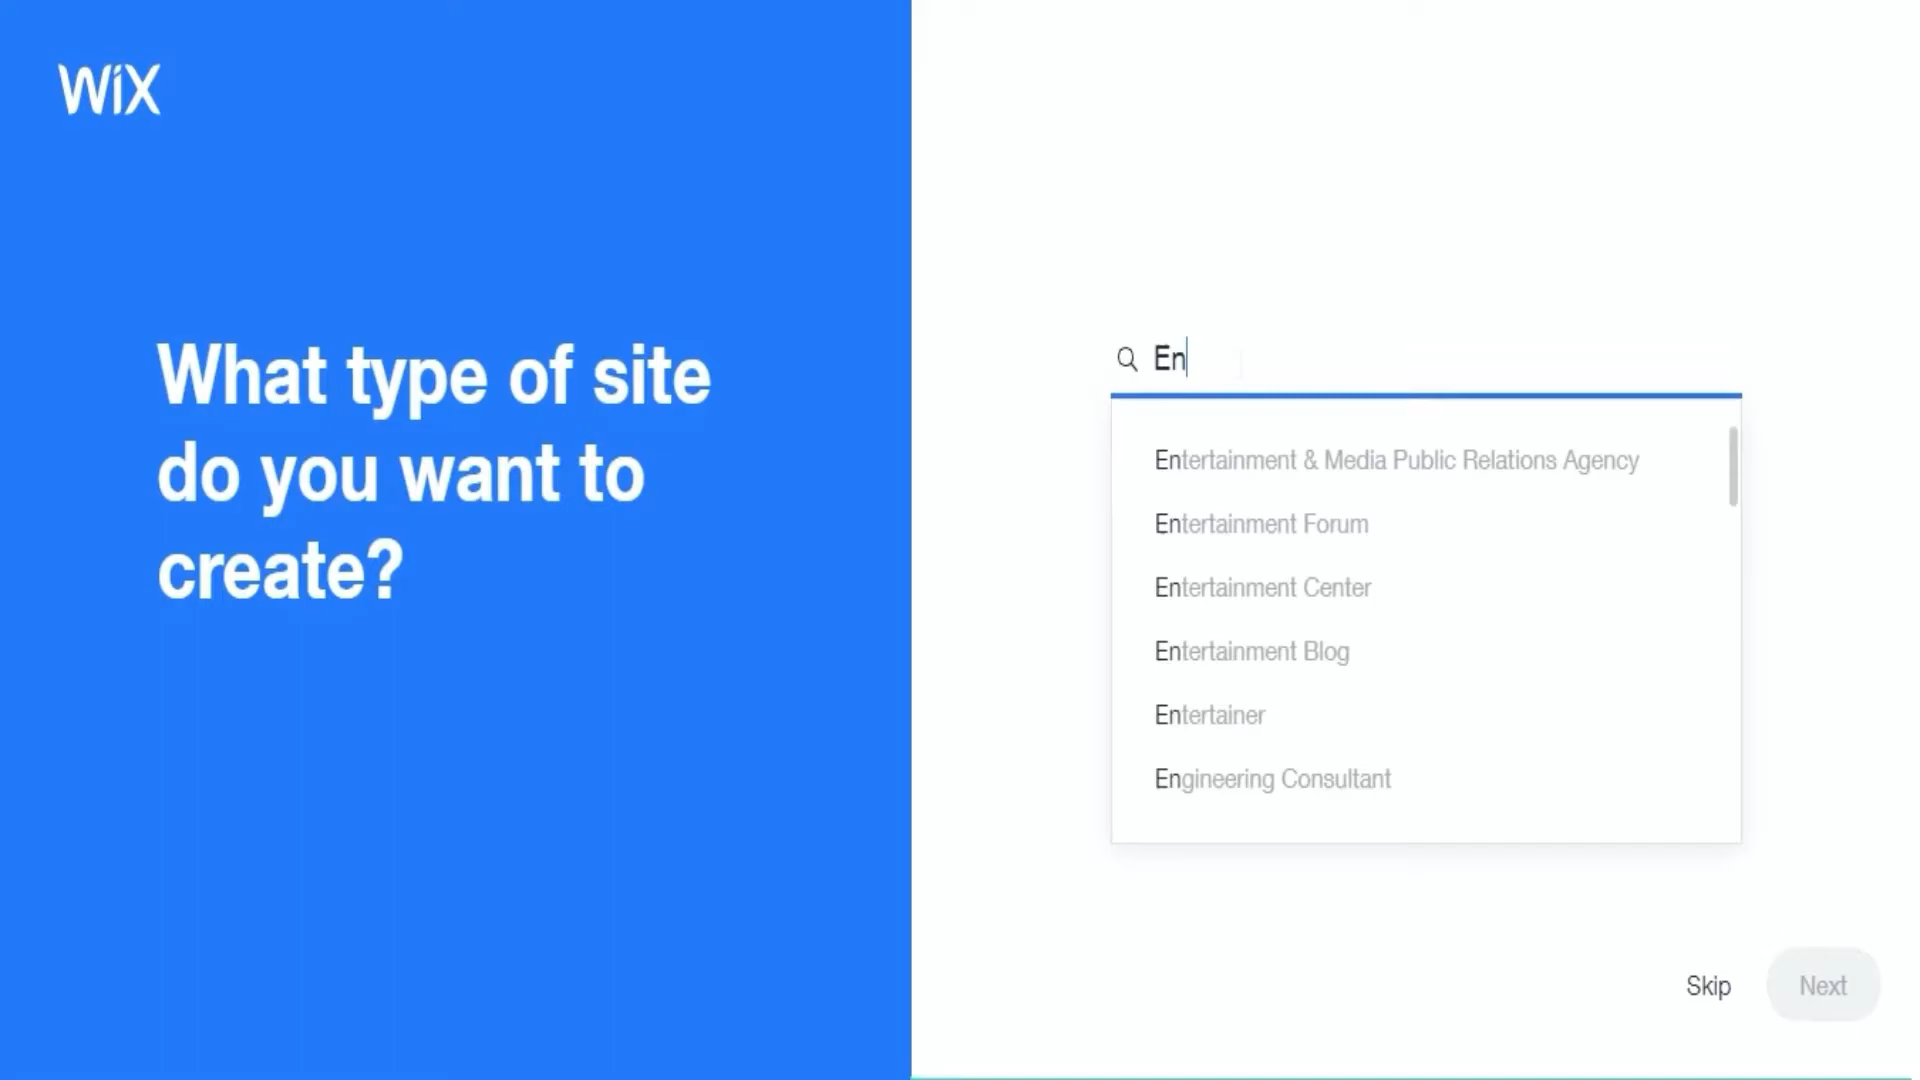 WiX
What type of site
do you want to
create?
En
Entertainment & Media Public Relations Agency
Entertainment Forum
Entertainment Center
Entertainment Blog
Entertainer
Engineering Consultant
Skip
Next